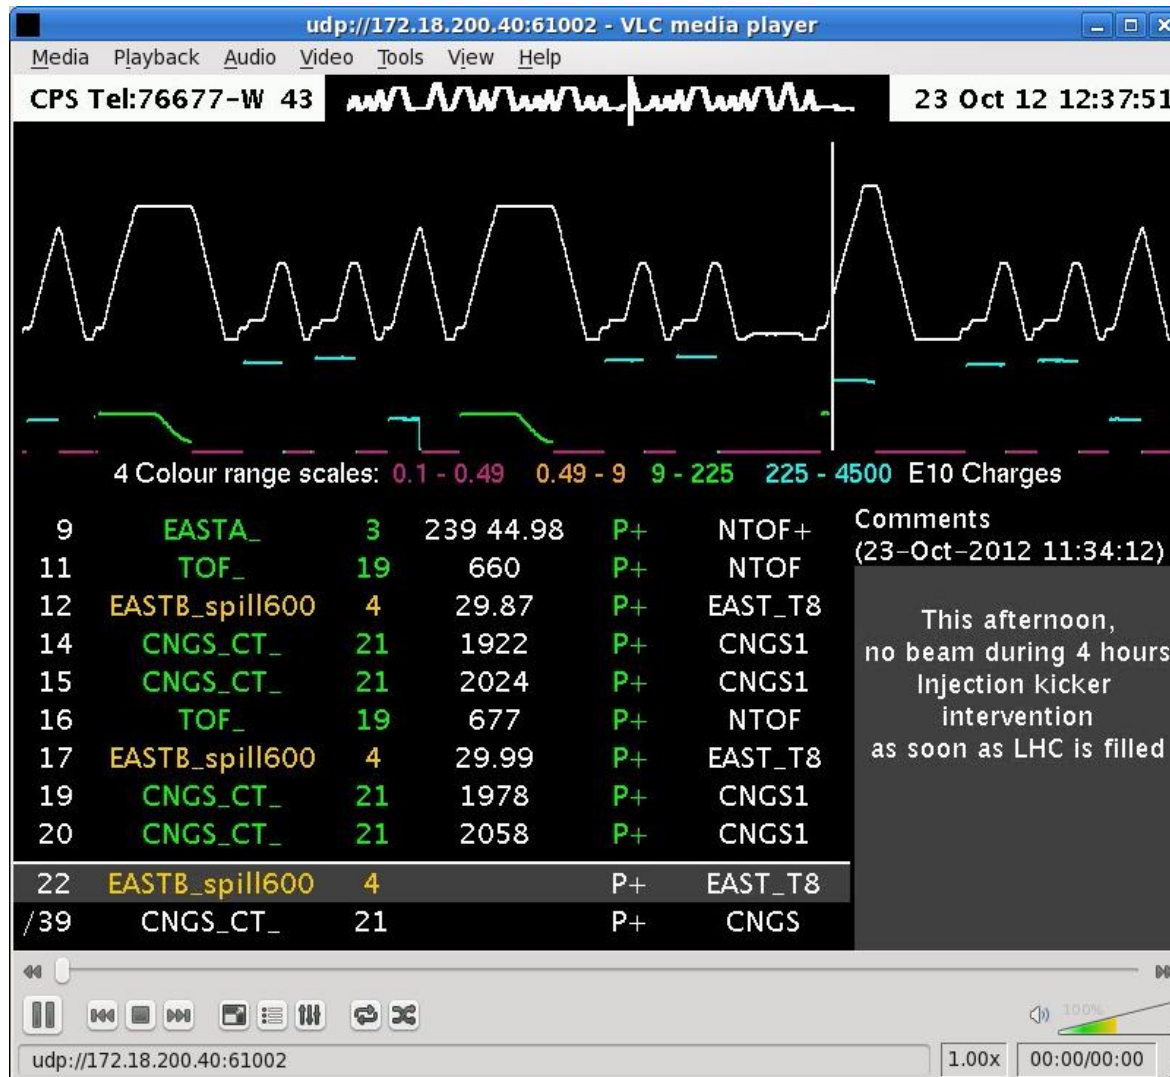 udp://172.18.200.40:61002 - VLC media player
Media Playback Audio Video Tools View Help
CPS Tel:76677-W 43 23 Oct 12 12:37:51
4 Colour range scales: 0.1 - 0.49 0.49 - 9 9 - 225 225 - 4500 E10 Charges
9 EASTA_ 3 239 44.98 P+ NTOF+
11 TOF_ 19 660 P+ NTOF
12 EASTB_spill600 4 29.87 P+ EAST_T8
14 CNGS_CT_ 21 1922 P+ CNGS1
15 CNGS_CT_ 21 2024 P+ CNGS1
16 TOF_ 19 677 P+ NTOF
17 EASTB_spill600 4 29.99 P+ EAST_T8
19 CNGS_CT_ 21 1978 P+ CNGS1
20 CNGS_CT_ 21 2058 P+ CNGS1
22 EASTB_spill600 4 P+ EAST_T8
/39 CNGS_CT_ 21 P+ CNGS
Comments
(23-Oct-2012 11:34:12)
This afternoon,
no beam during 4 hours
Injection kicker
intervention
as soon as LHC is filled
100%
udp://172.18.200.40:61002 1.00x 00:00/00:00